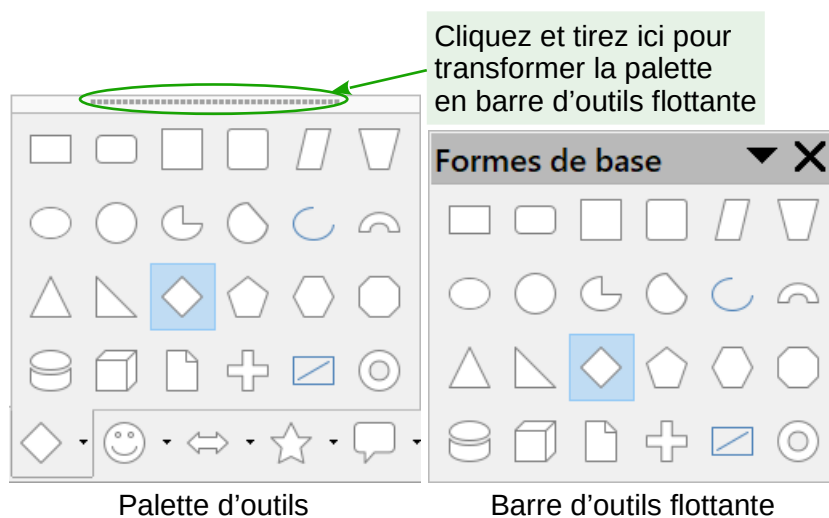 Cliquez et tirez ici pour
transformer la palette
en barre d’outils flottante
Formes de base
Palette d’outils
Barre d’outils flottante